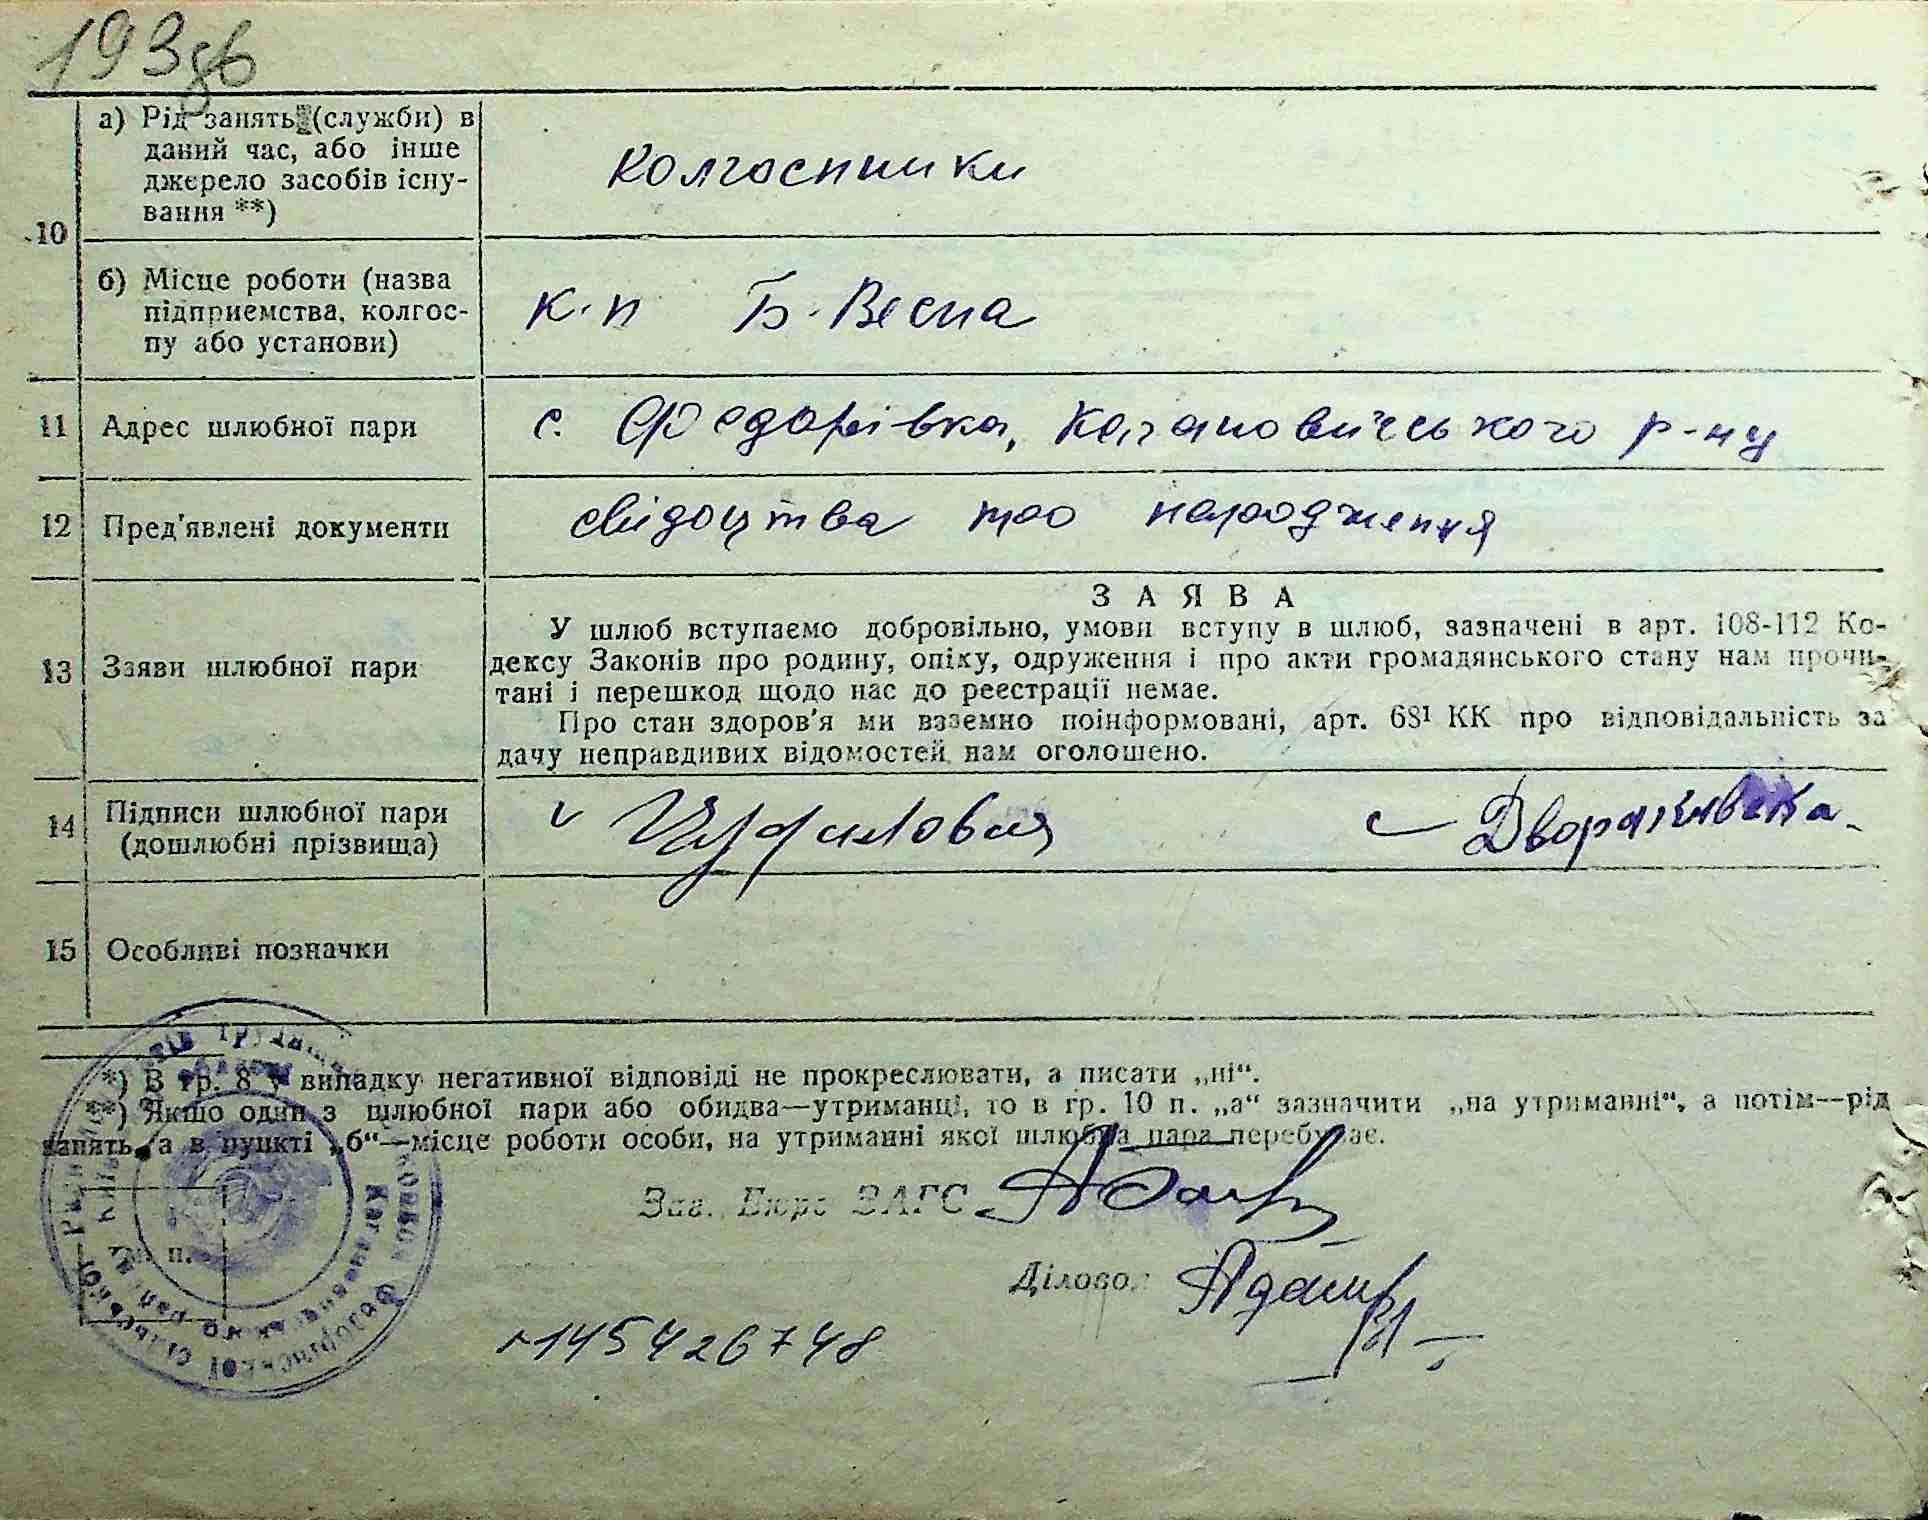 193зв
а) Рід занять (служби) в
даний час, або інше
джерело засобів існу-
вання **)
колгоспники
10
б) Місце роботи (назва
підприємства, колгос-
пу або установи)
к.п Б. Весна
11 Адрес шлюбної пари
с. Федорівка, Кагановичського р-ну
12 Пред'явлені документи
свідоцтва про народження
13 Заяви шлюбної пари
ЗАЯВА
У шлюб вступаємо добровільно, умови вступу в шлюб, зазначені в арт. 108-112 Ко-
дексу Законів про родину, опіку, одруження і про акти громадянського стану нам прочи-
тані і перешкод щодо нас до реєстрації немає.
Про стан здоров'я ми взаємно поінформовані, арт. 68¹ КК про відповідальність за
дачу неправдивих відомостей нам оголошено.
14 Підписи шлюбної пари
(дошлюбні прізвища)
Дворакивска
15 Особливі позначки
*) В гр. 8 у випадку негативної відповіді не прокреслювати, а писати „ні“.
*) Якщо один з шлюбної пари або обидва—утриманці, то в гр. 10 п. „а“ зазначити „на утриманні“, а потім—рід
занять, а в пункті „б“—місце роботи особи, на утриманні якої шлюбна пара перебуває.
Зав. Бюро ЗАГС
м. п.
Ділово.:
145426748